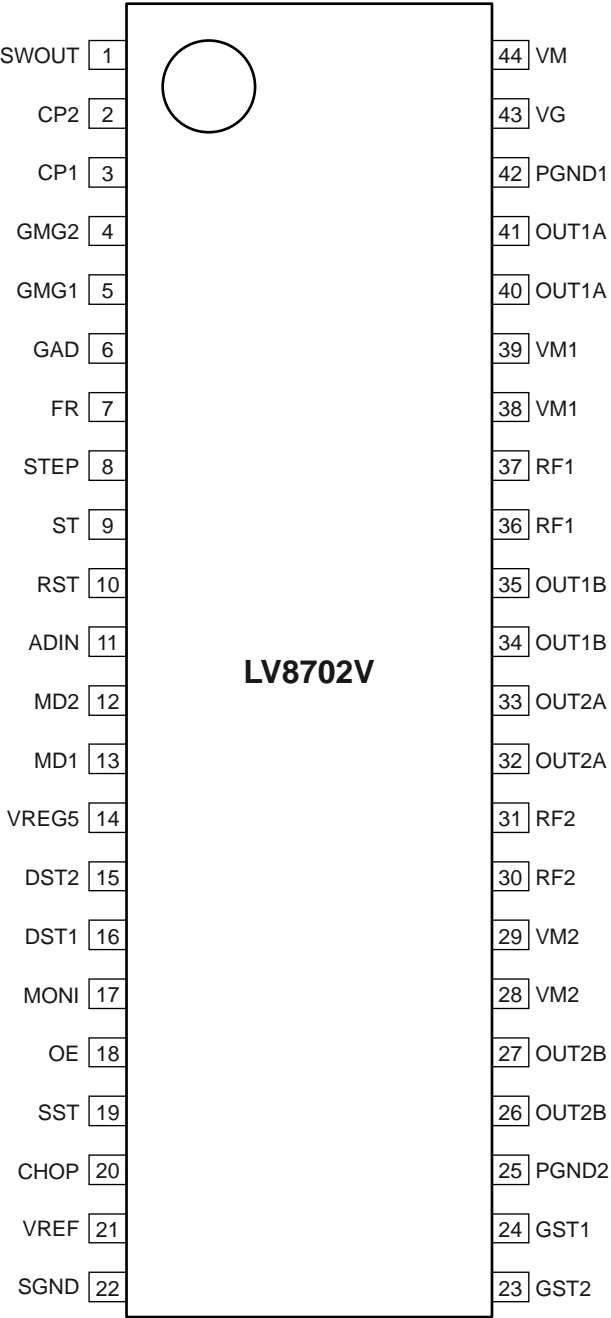 SWOUT 1 44 VM
CP2 2 43 VG
CP1 3 42 PGND1
GMG2 4 41 OUT1A
GMG1 5 40 OUT1A
GAD 6 39 VM1
FR 7 38 VM1
STEP 8 37 RF1
ST 9 36 RF1
RST 10 35 OUT1B
ADIN 11 34 OUT1B
LV8702V
MD2 12 33 OUT2A
MD1 13 32 OUT2A
VREG5 14 31 RF2
DST2 15 30 RF2
DST1 16 29 VM2
MONI 17 28 VM2
OE 18 27 OUT2B
SST 19 26 OUT2B
CHOP 20 25 PGND2
VREF 21 24 GST1
SGND 22 23 GST2